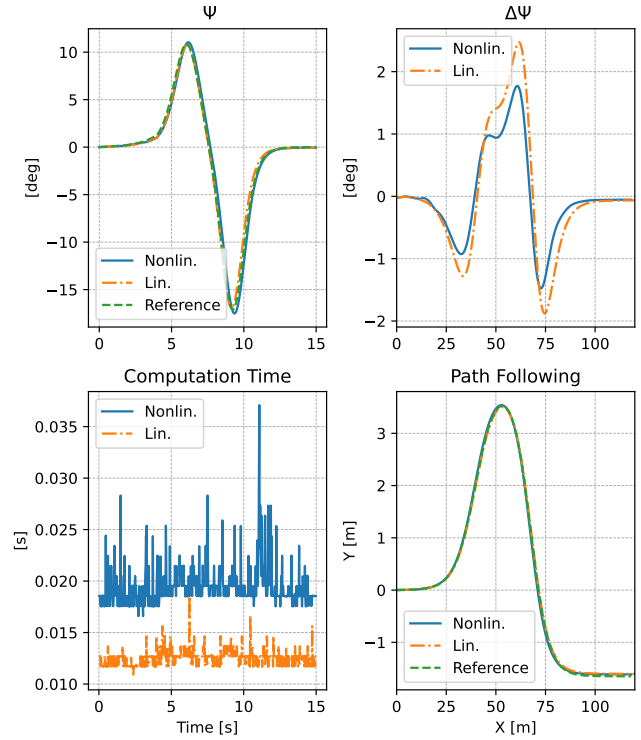 Ψ
[deg]
10
5
0
−5
−10
−15
0
5
10
15
Nonlin.
Lin.
Reference
ΔΨ
[deg]
2
1
0
−1
−2
0
25
50
75
100
Nonlin.
Lin.
Computation Time
[s]
0.035
0.030
0.025
0.020
0.015
0.010
0
5
10
15
Time [s]
Nonlin.
Lin.
Path Following
Y [m]
3
2
1
0
−1
0
25
50
75
100
X [m]
Nonlin.
Lin.
Reference